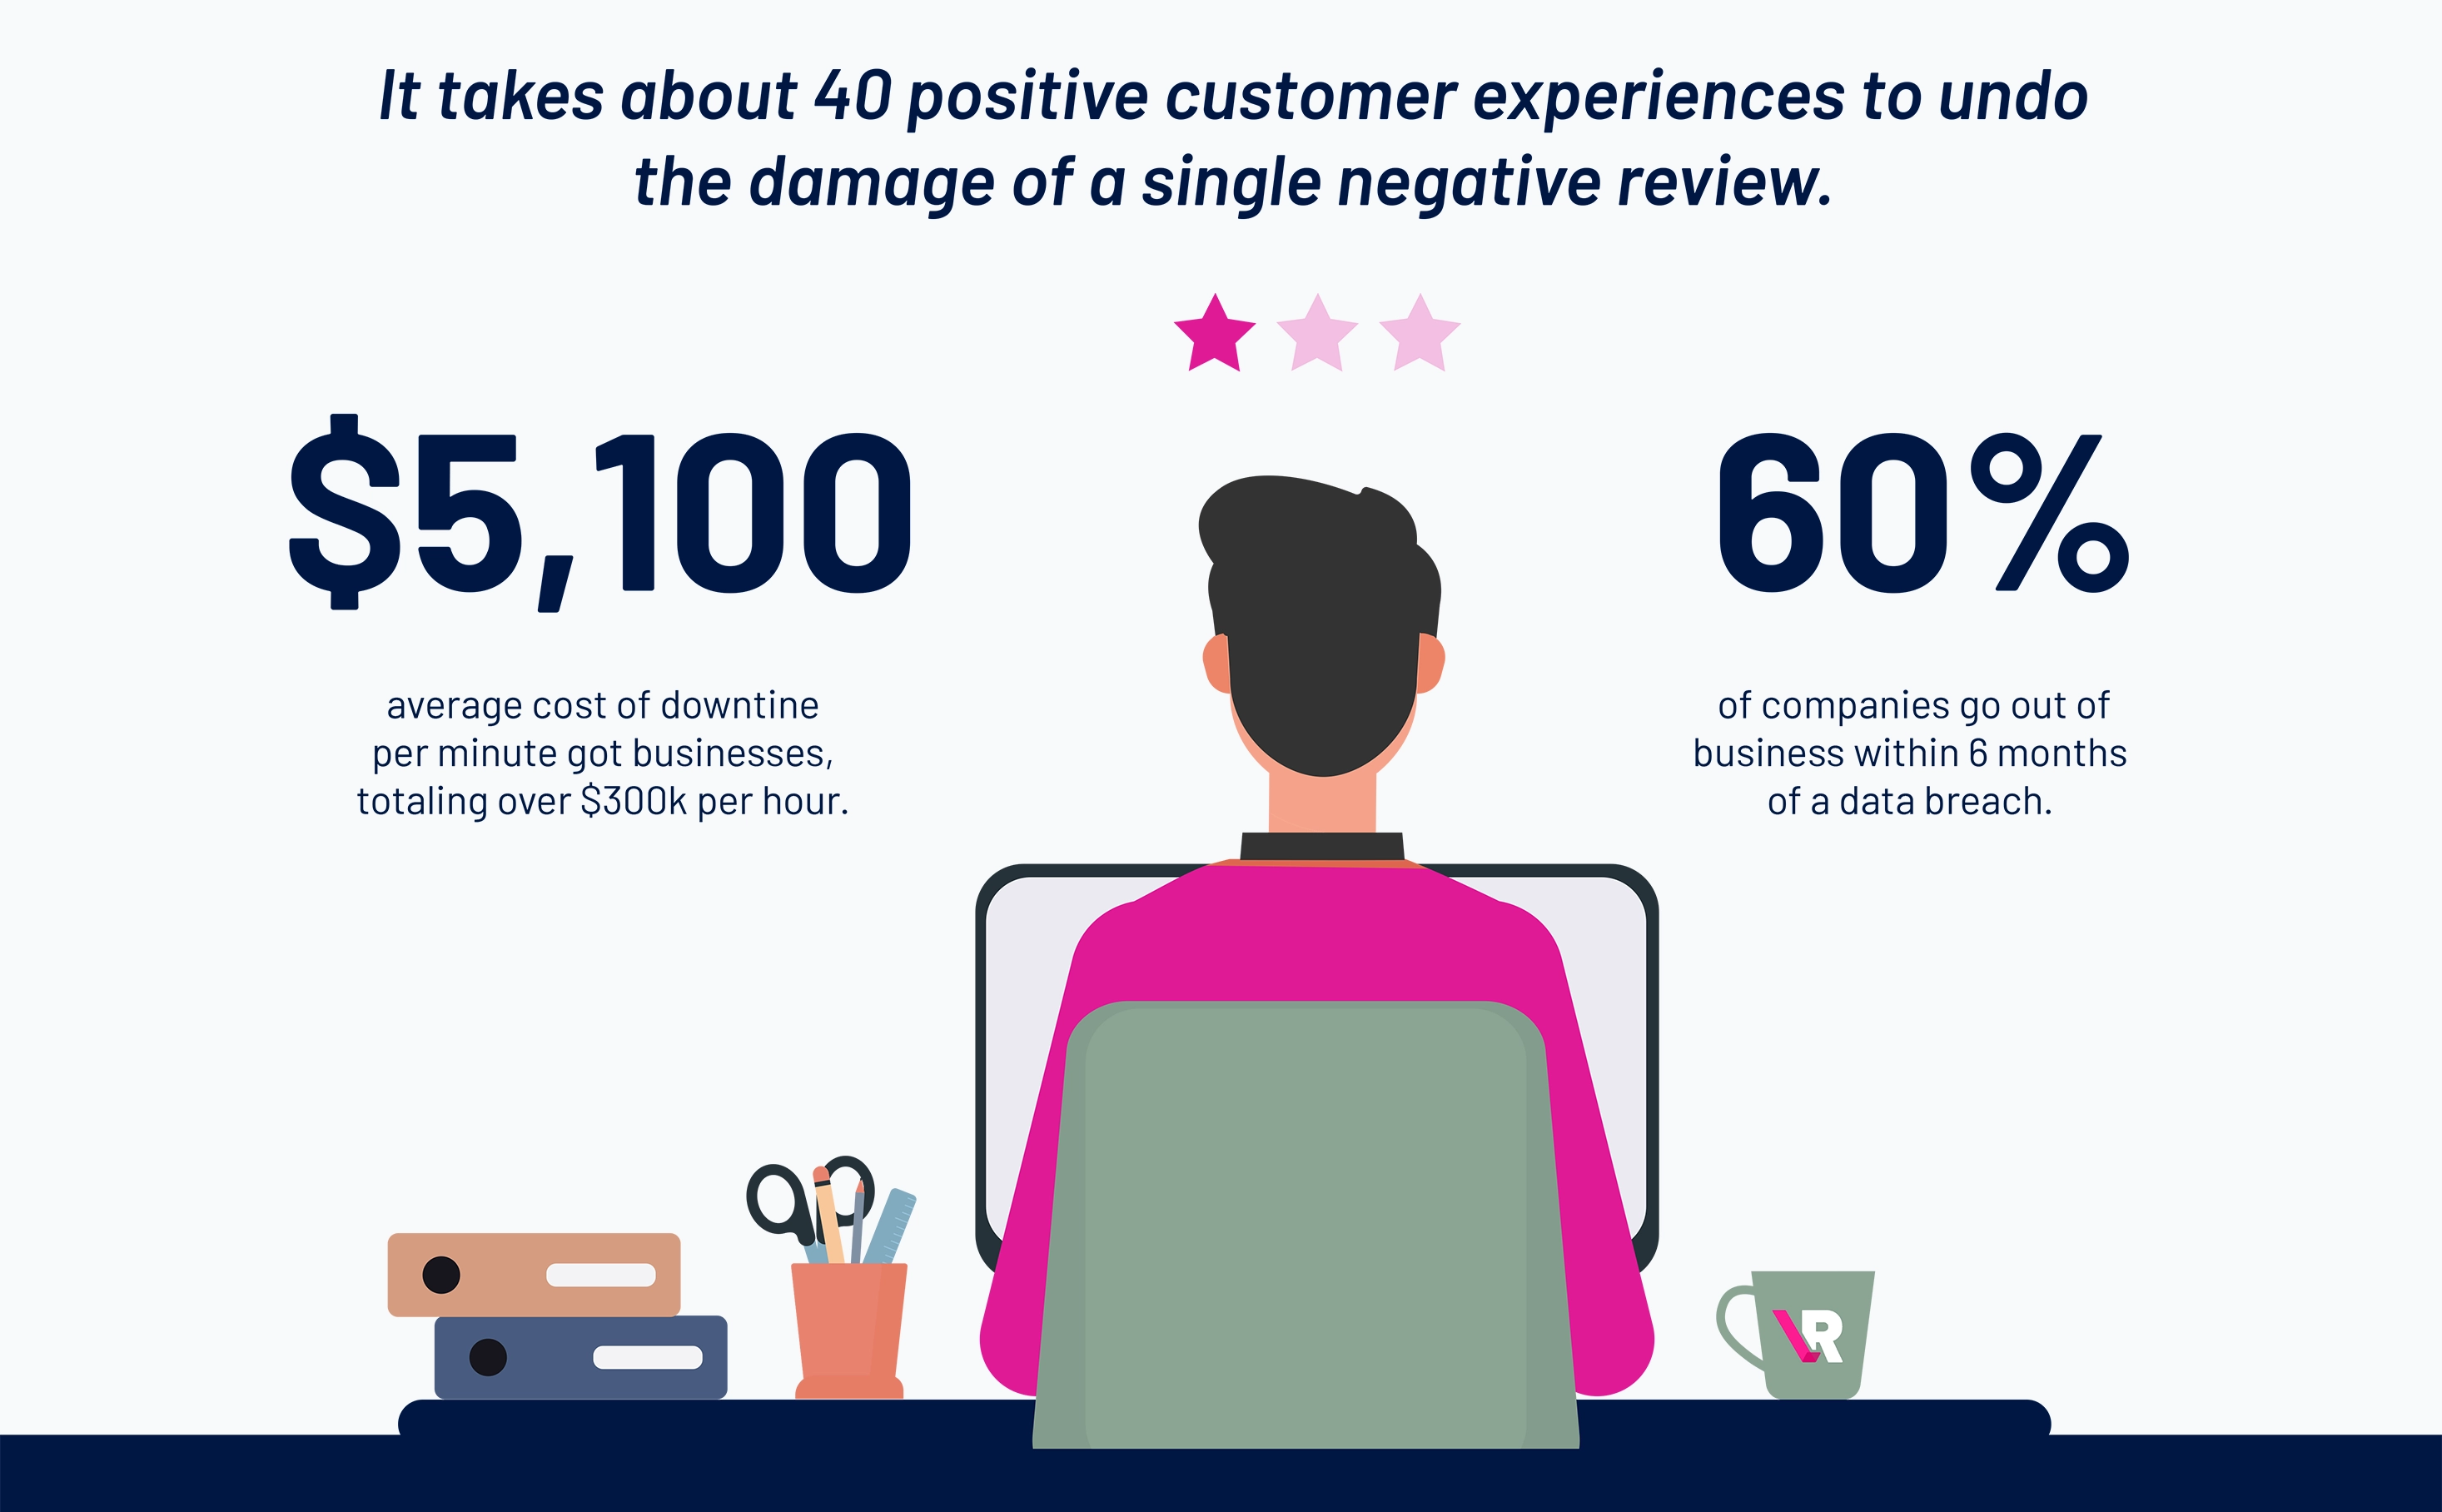 It takes about 40 positive customer experiences to undo
the damage of a single negative review.
$5,100
average cost of downtine
per minute got businesses,
totaling over $300k per hour.
60%
of companies go out of
business within 6 months
of a data breach.
VR